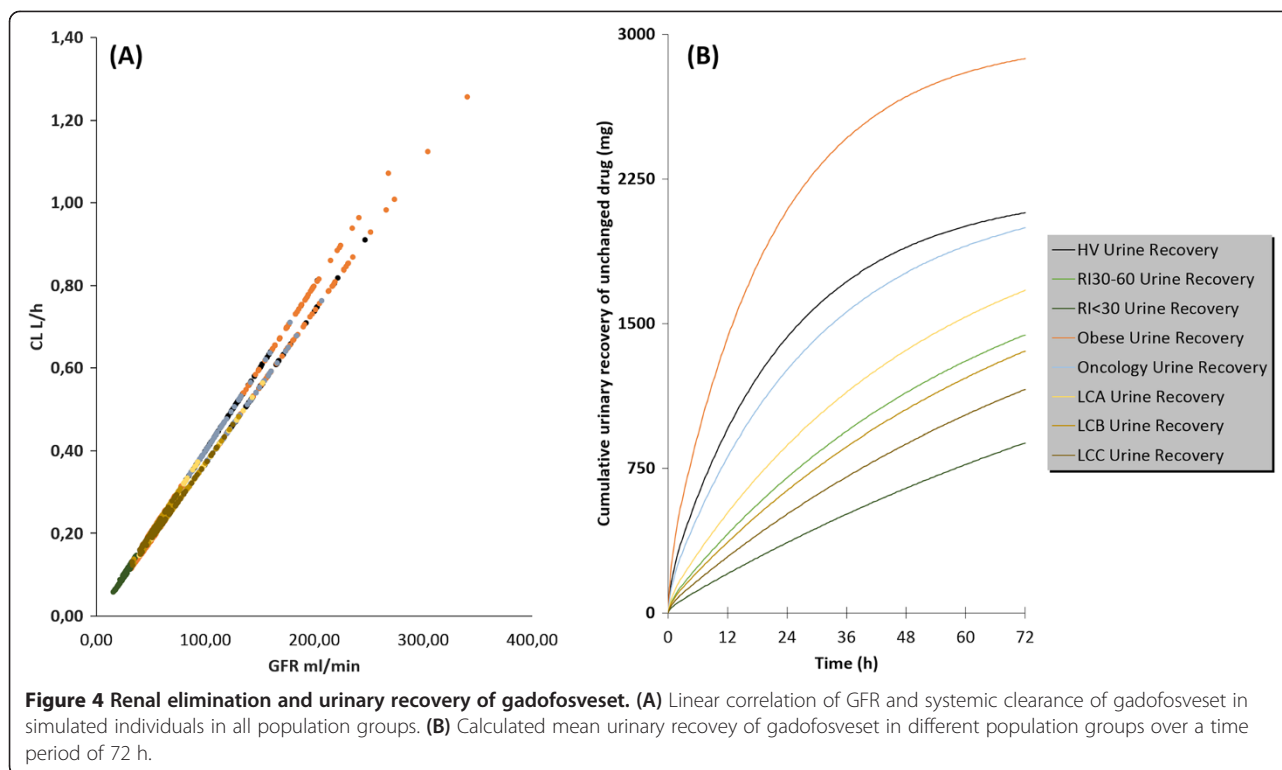 (A)
1,40
1,20
1,00
0,80
0,60
0,40
0,20
0,00
CL L/h
0,00 100,00 200,00 300,00 400,00
GFR ml/min
(B)
3000
2250
1500
750
0
Cumulative urinary recovery of unchanged drug (mg)
0 12 24 36 48 60 72
Time (h)
HV Urine Recovery
RI30-60 Urine Recovery
RI<30 Urine Recovery
Obese Urine Recovery
Oncology Urine Recovery
LCA Urine Recovery
LCB Urine Recovery
LCC Urine Recovery
Figure 4 Renal elimination and urinary recovery of gadofosveset. (A) Linear correlation of GFR and systemic clearance of gadofosveset in
simulated individuals in all population groups. (B) Calculated mean urinary recovey of gadofosveset in different population groups over a time
period of 72 h.